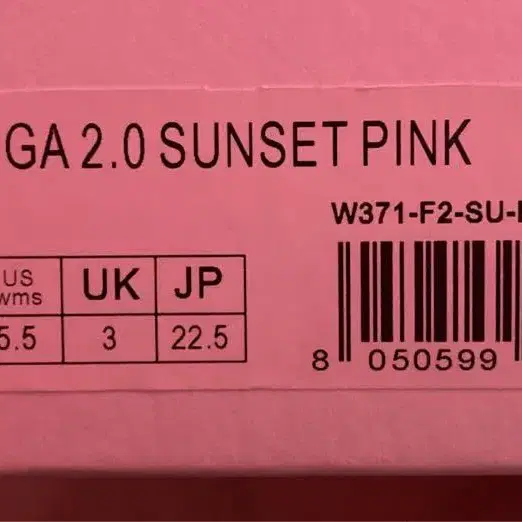 GA 2.0 SUNSET PINK
W371-F2-SU-
US UK JP
wms
5.5 3 22.5
8 050599